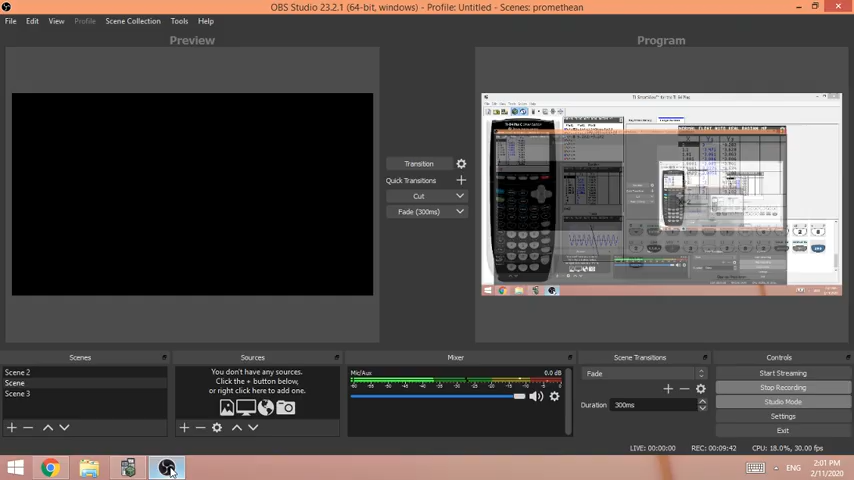 OBS Studio 23.2.1 (64-bit, windows) - Profile: Untitled - Scenes: promethean
File Edit View Profile Scene Collection Tools Help
Preview
Program
Transition
Quick Transitions
Cut
Fade (300ms)
Scenes
Sources
Mixer
Scene Transitions
Controls
Scene 2
Scene
Scene 3
You don't have any sources.
Click the + button below,
or right click here to add one.
Mic/Aux 0.0 dB
Fade
Duration 300ms
Start Streaming
Stop Recording
Studio Mode
Settings
Exit
LIVE: 00:00:00 REC: 00:09:42 CPU: 18.0%, 30.00 fps
ENG
2:01 PM
2/11/2020